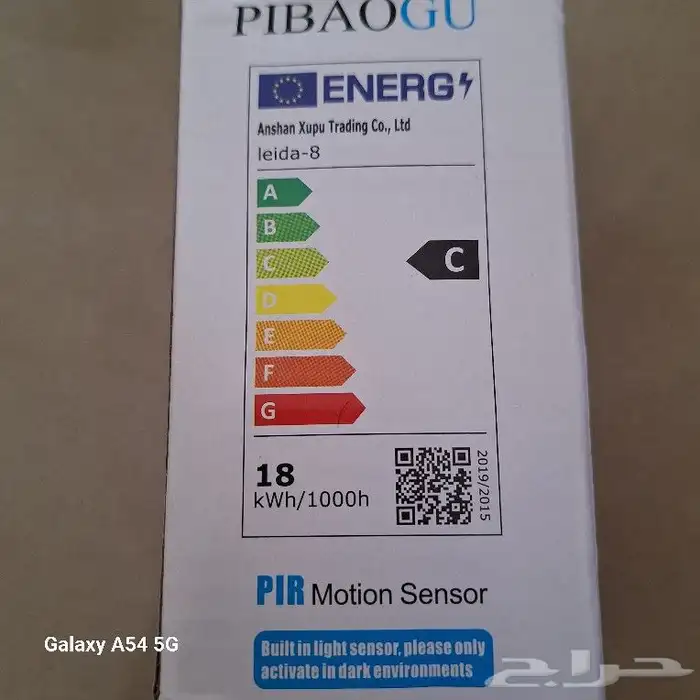 PIBAOGU
ENERG
Anshan Xupu Trading Co., Ltd
leida-8
A
B
C
C
D
E
F
G
18
kWh/1000h
2019/2015
PIR Motion Sensor
Built in light sensor, please only
activate in dark environments
Galaxy A54 5G
حراج